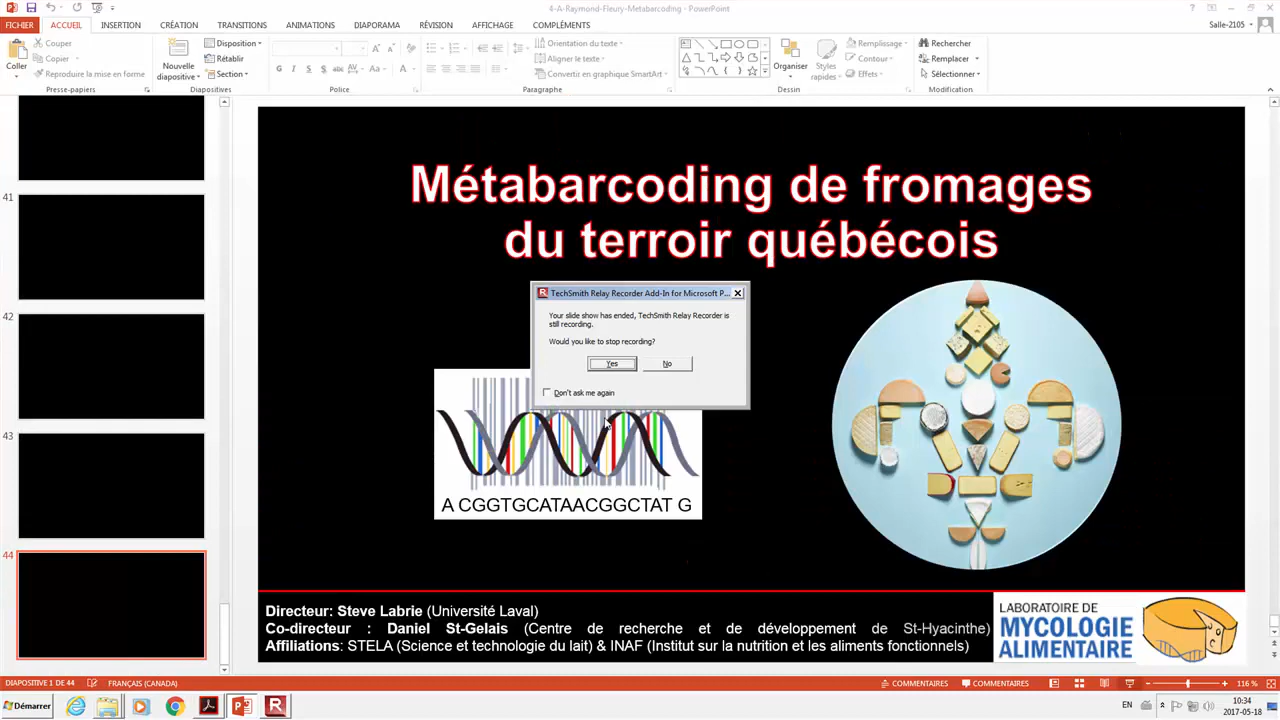 4-A-Raymond-Fleury-Metabarcoding - PowerPoint
FICHIER ACCUEIL INSERTION CRÉATION TRANSITIONS ANIMATIONS DIAPORAMA RÉVISION AFFICHAGE COMPLÉMENTS Salle-2105
Coller
Couper
Copier
Reproduce la mise en forme
Presse-papiers
Nouvelle diapositive
Disposition
Rétablir
Section
Diapositives
G I S S abc AV Aa A
Police
Orientation du texte
Aligner le texte
Convertir en graphique SmartArt
Paragraphe
Organiser
Styles rapides
Remplissage
Contour
Effets
Dessin
Rechercher
Remplacer
Sélectionner
Modification
41
42
43
44
Métabarcoding de fromages
du terroir québécois
TechSmith Relay Recorder Add-In for Microsoft P...
Your slide show has ended, TechSmith Relay Recorder is
still recording.
Would you like to stop recording?
Yes No
Don't ask me again
A CGGTGCATAACGGCTAT G
Directeur: Steve Labrie (Université Laval)
Co-directeur : Daniel St-Gelais (Centre de recherche et de développement de St-Hyacinthe)
Affiliations: STELA (Science et technologie du lait) & INAF (Institut sur la nutrition et les aliments fonctionnels)
LABORATOIRE DE
MYCOLOGIE
ALIMENTAIRE
DIAPOSITIVE 1 DE 44 FRANÇAIS (CANADA) COMMENTAIRES COMMENTAIRES 116 %
Démarrer EN 10:34
2017-05-18